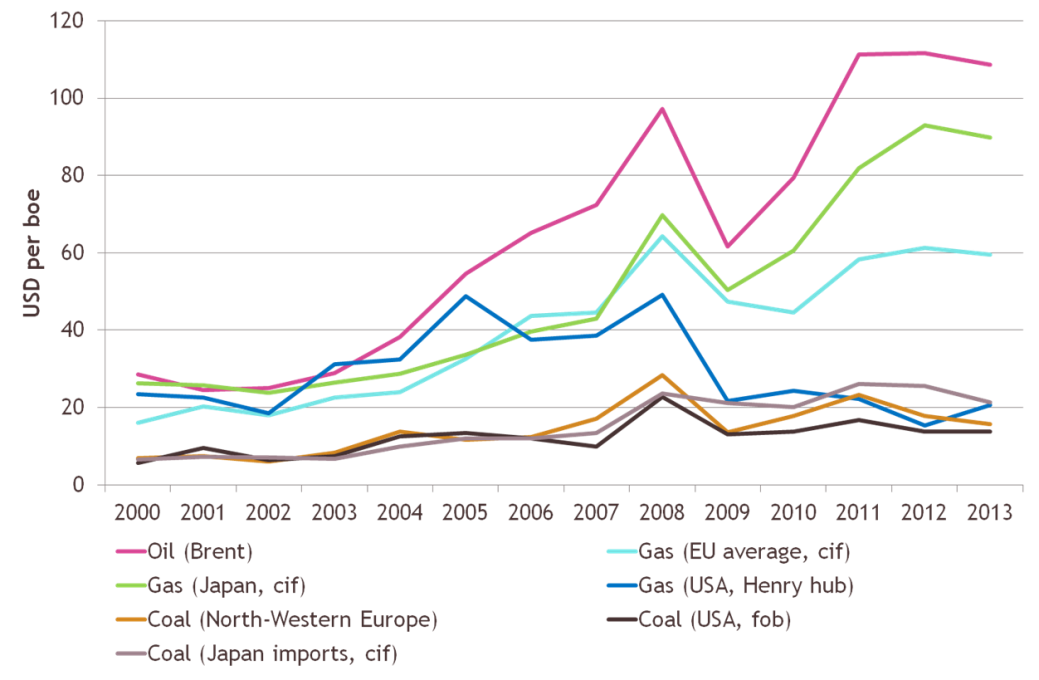 120
100
80
60
40
20
0
USD per boe
2000 2001 2002 2003 2004 2005 2006 2007 2008 2009 2010 2011 2012 2013
Oil (Brent)
Gas (EU average, cif)
Gas (Japan, cif)
Gas (USA, Henry hub)
Coal (North-Western Europe)
Coal (USA, fob)
Coal (Japan imports, cif)